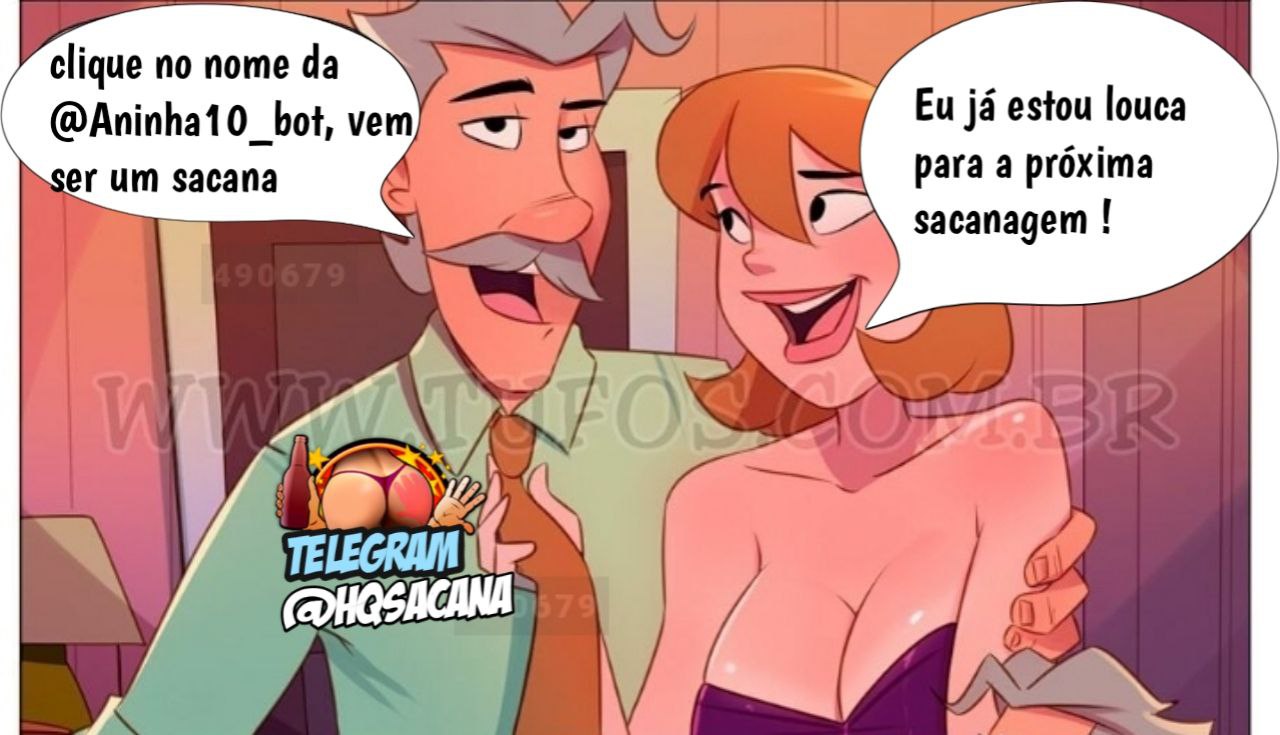 clique no nome da
@Aninha10_bot, vem
ser um sacana
Eu já estou louca
para a próxima
sacanagem !
490679
WWW.TUFOS.COM.BR
TELEGRAM
@HQSACANA
0679